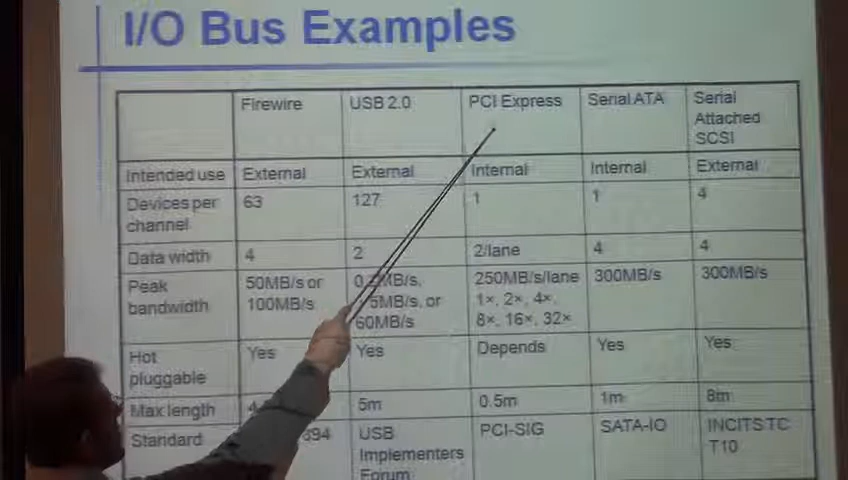 I/O Bus Examples
Firewire USB 2.0 PCI Express Serial ATA Serial Attached SCSI
Intended use External External Internal Internal External
Devices per channel 63 127 1 1 4
Data width 4 2 2/lane 4 4
Peak bandwidth 50MB/s or 100MB/s MB/s, 5MB/s, or 60MB/s 250MB/s/lane 1×, 2×, 4×, 8×, 16×, 32× 300MB/s 300MB/s
Hot pluggable Yes Yes Depends Yes Yes
Max length 5m 0.5m 1m 8m
Standard USB Implementers Forum PCI-SIG SATA-IO INCITS TC T10